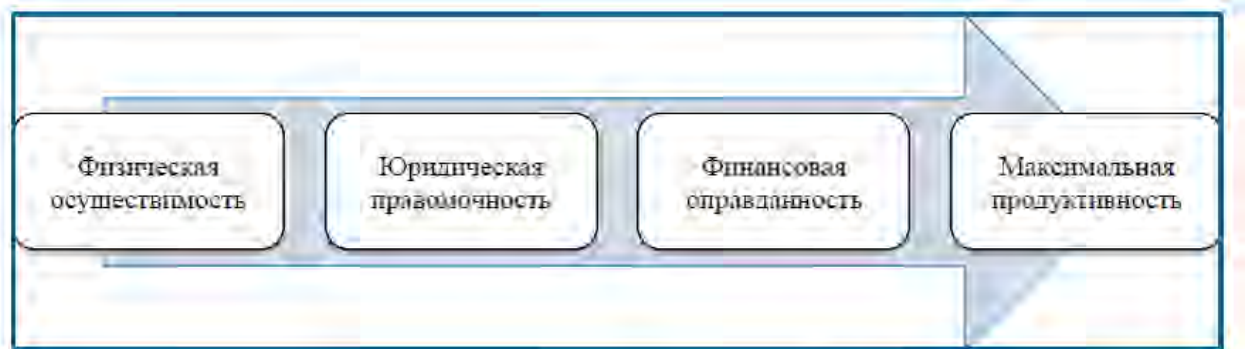 Физическая
осуществимость
Юридическая
правомочность
Финансовая
оправданность
Максимальная
продуктивность